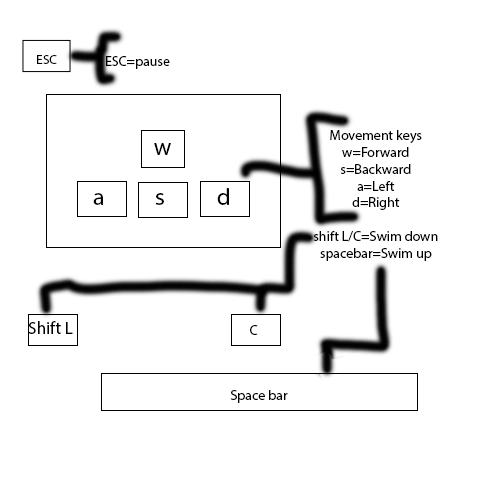 ESC
ESC=pause
w
a
s
d
Movement keys
w=Forward
s=Backward
a=Left
d=Right
shift L/C=Swim down
spacebar=Swim up
Shift L
C
Space bar